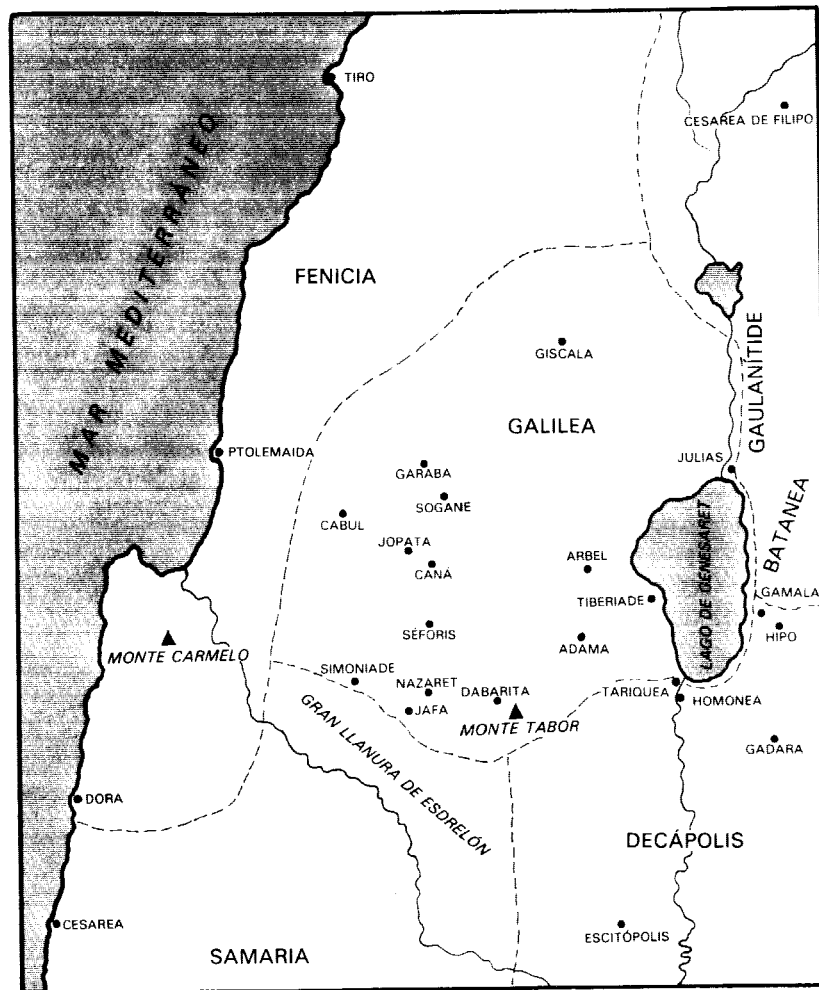 TIRO
CESAREA DE FILIPO
MAR MEDITERRÁNEO
FENICIA
GISCALA
GAULANÍTIDE
GALILEA
PTOLEMAIDA
GARABA
JULIAS
SOGANE
CABUL
BATANEA
JOPATA
CANÁ
ARBEL
LAGO DE GENESARET
TIBERIADE
GAMALA
SÉFORIS
HIPO
ADAMA
MONTE CARMELO
SIMONIADE
NAZARET
DABARITA
TARIQUEA
HOMONEA
JAFA
MONTE TABOR
GADARA
GRAN LLANURA DE ESDRELÓN
DORA
DECÁPOLIS
CESAREA
ESCITÓPOLIS
SAMARIA